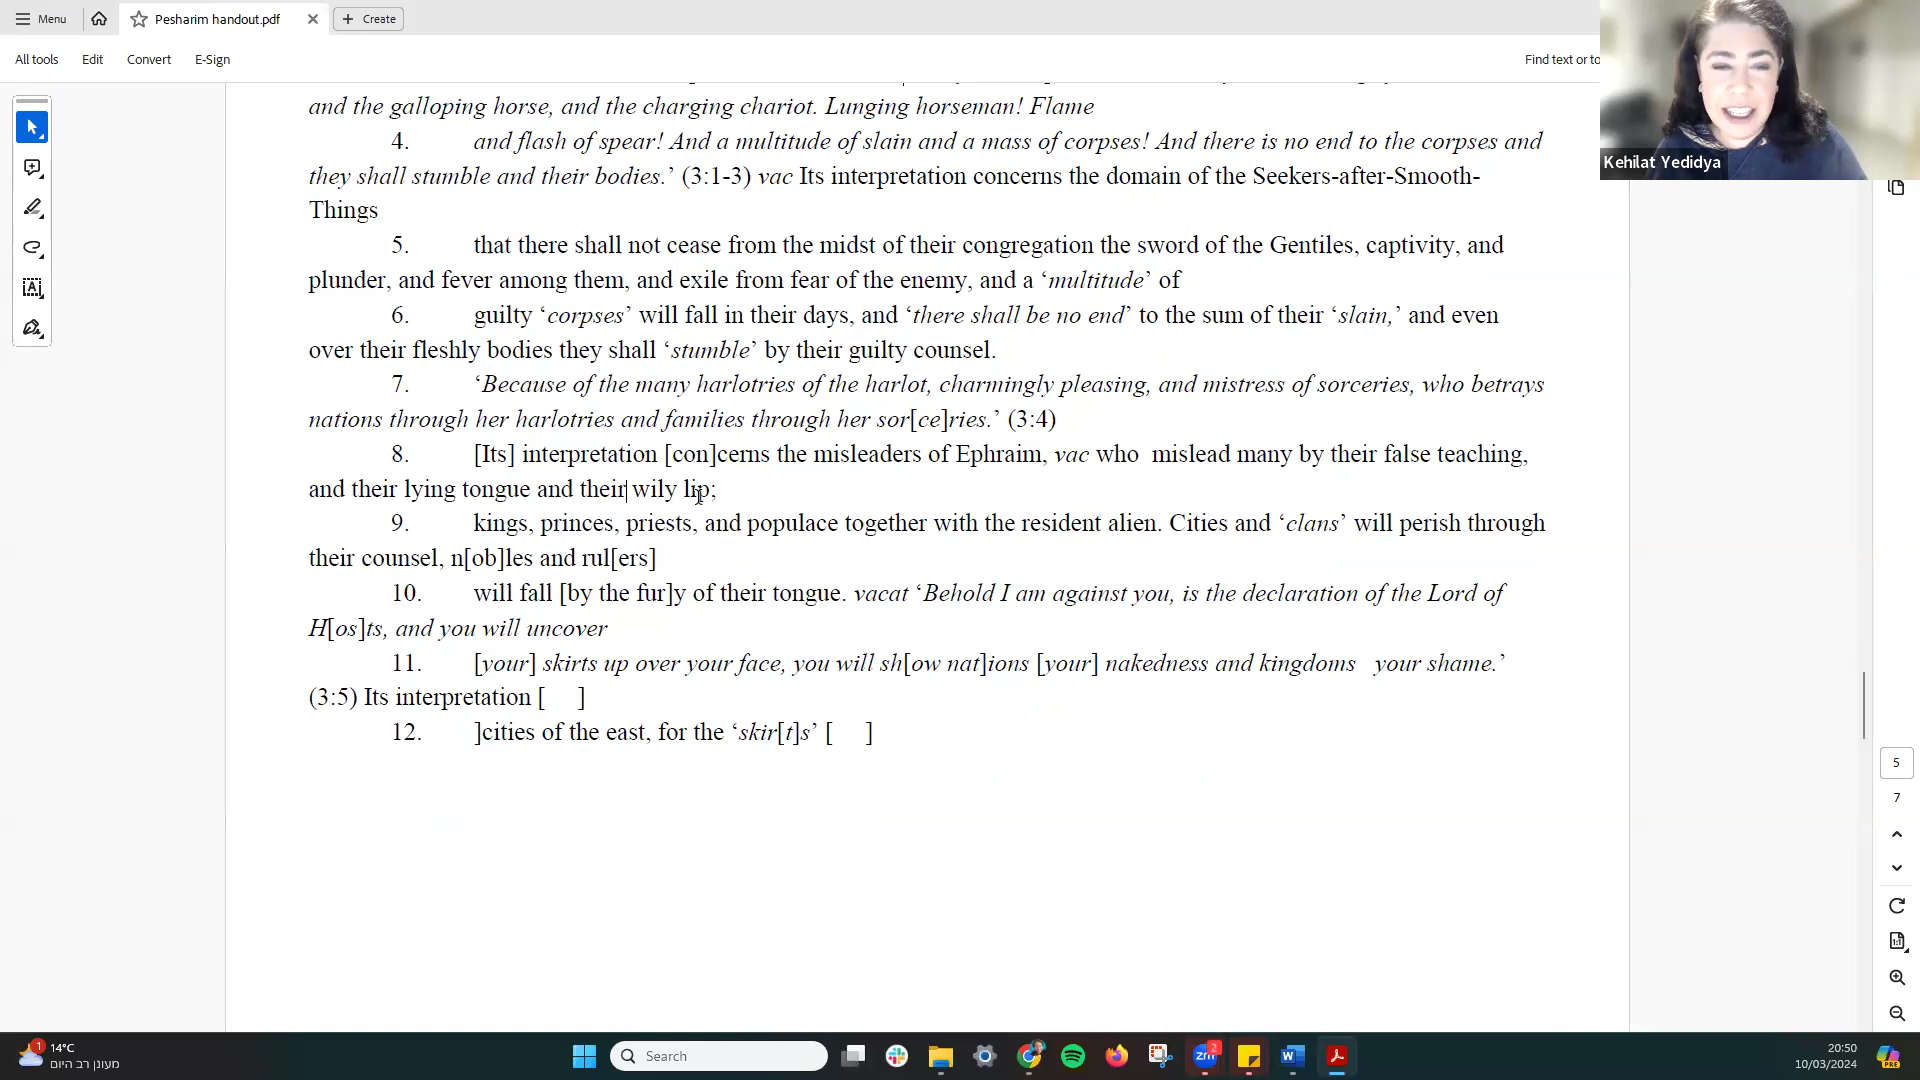 Menu
Pesharim handout.pdf
Create
All tools
Edit
Convert
E-Sign
Find text or to
Kehilat Yedidya
and the galloping horse, and the charging chariot. Lunging horseman! Flame
4. and flash of spear! And a multitude of slain and a mass of corpses! And there is no end to the corpses and
they shall stumble and their bodies.’ (3:1-3) vac Its interpretation concerns the domain of the Seekers-after-Smooth-
Things
5. that there shall not cease from the midst of their congregation the sword of the Gentiles, captivity, and
plunder, and fever among them, and exile from fear of the enemy, and a ‘multitude’ of
6. guilty ‘corpses’ will fall in their days, and ‘there shall be no end’ to the sum of their ‘slain,’ and even
over their fleshly bodies they shall ‘stumble’ by their guilty counsel.
7. ‘Because of the many harlotries of the harlot, charmingly pleasing, and mistress of sorceries, who betrays
nations through her harlotries and families through her sor[ce]ries.’ (3:4)
8. [Its] interpretation [con]cerns the misleaders of Ephraim, vac who mislead many by their false teaching,
and their lying tongue and their wily lip;
9. kings, princes, priests, and populace together with the resident alien. Cities and ‘clans’ will perish through
their counsel, n[ob]les and rul[ers]
10. will fall [by the fur]y of their tongue. vacat ‘Behold I am against you, is the declaration of the Lord of
H[os]ts, and you will uncover
11. [your] skirts up over your face, you will sh[ow nat]ions [your] nakedness and kingdoms your shame.’
(3:5) Its interpretation [ ]
12. ]cities of the east, for the ‘skir[t]s’ [ ]
5
7
1
14°C
מעונן רב היום
Search
2
20:50
10/03/2024
PRE